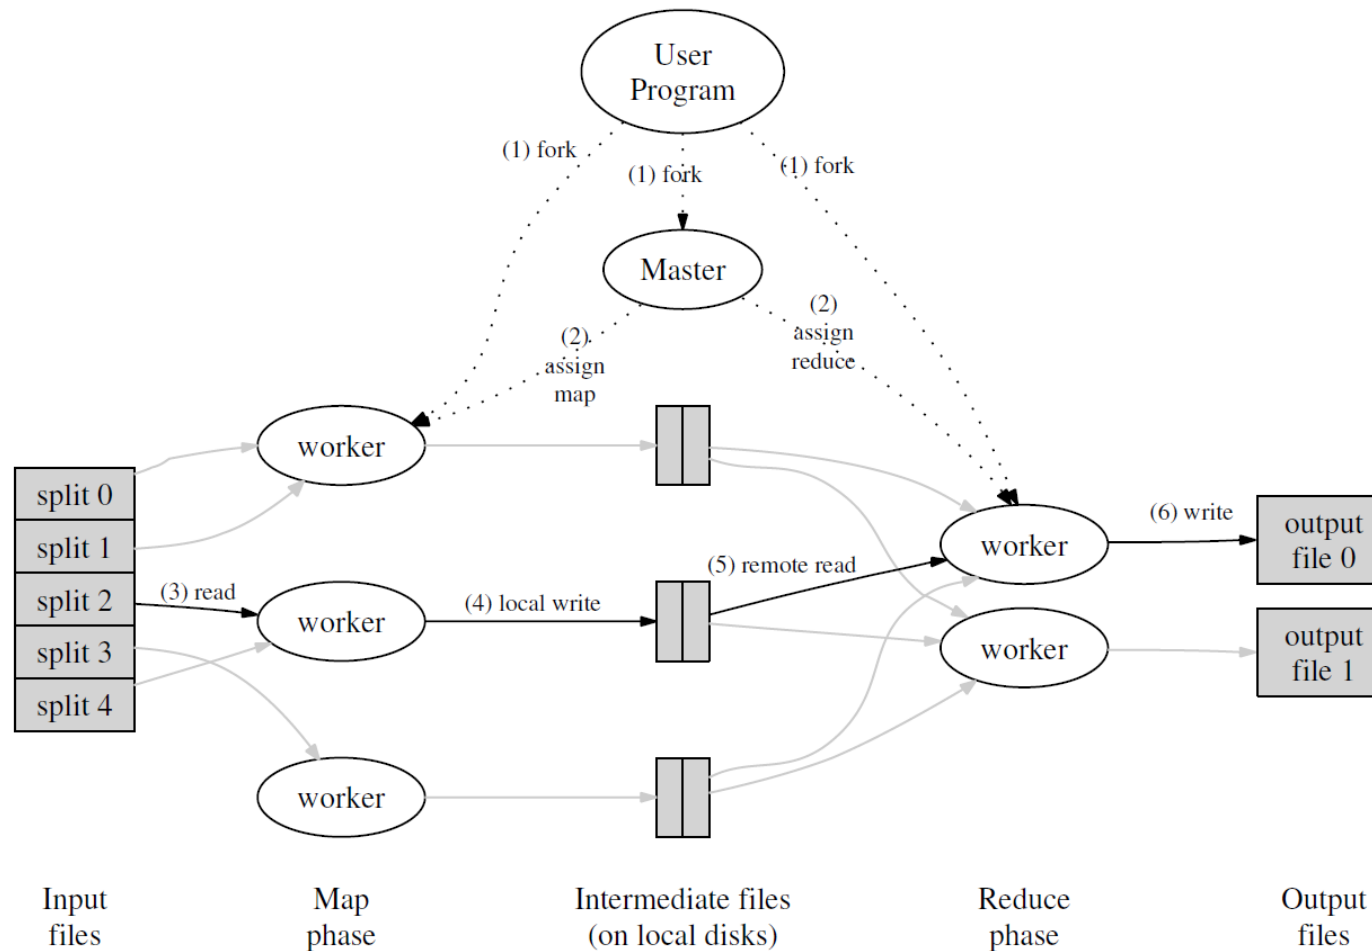 User
Program
(1) fork
(1) fork
(1) fork
Master
(2)
assign
map
(2)
assign
reduce
worker
split 0
split 1
split 2
split 3
split 4
(3) read
worker
(4) local write
(5) remote read
worker
(6) write
output
file 0
worker
output
file 1
worker
Input
files
Map
phase
Intermediate files
(on local disks)
Reduce
phase
Output
files